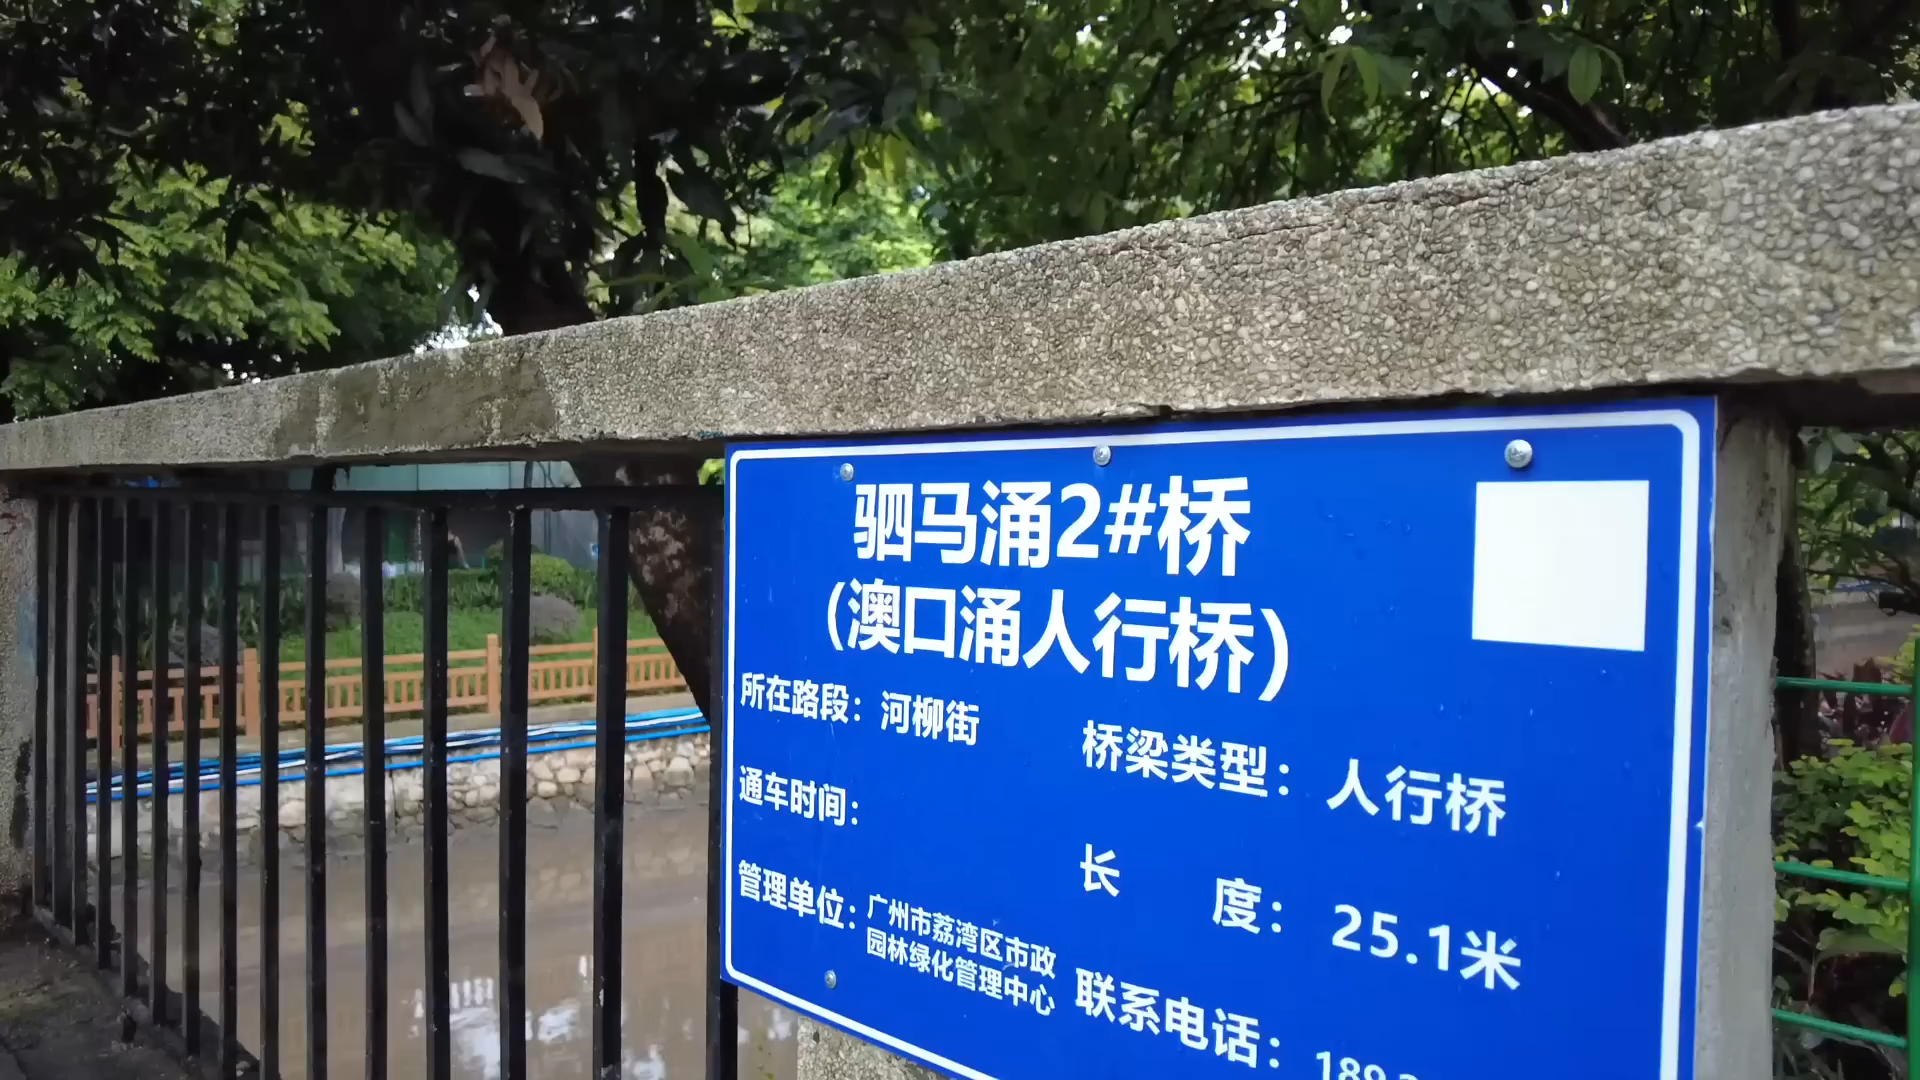 驷马涌2#桥
(澳口涌人行桥)
所在路段：河柳街
桥梁类型：人行桥
通车时间：
长 度：25.1米
管理单位：广州市荔湾区市政
园林绿化管理中心
联系电话：189